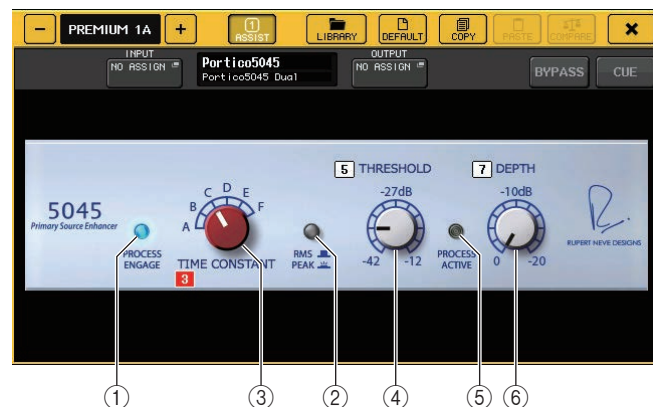 − PREMIUM 1A + 1 ASSIST LIBRARY DEFAULT COPY PASTE COMPARE ×
INPUT
NO ASSIGN
Portico5045
Portico5045 Dual
OUTPUT
NO ASSIGN
BYPASS CUE
5045
Primary Source Enhancer
PROCESS
ENGAGE
A B C D E F
TIME CONSTANT
3
RMS
PEAK
5 THRESHOLD
-27dB
-42 -12
PROCESS
ACTIVE
7 DEPTH
-10dB
0 -20
RUPERT NEVE DESIGNS
① ③ ② ④ ⑤ ⑥